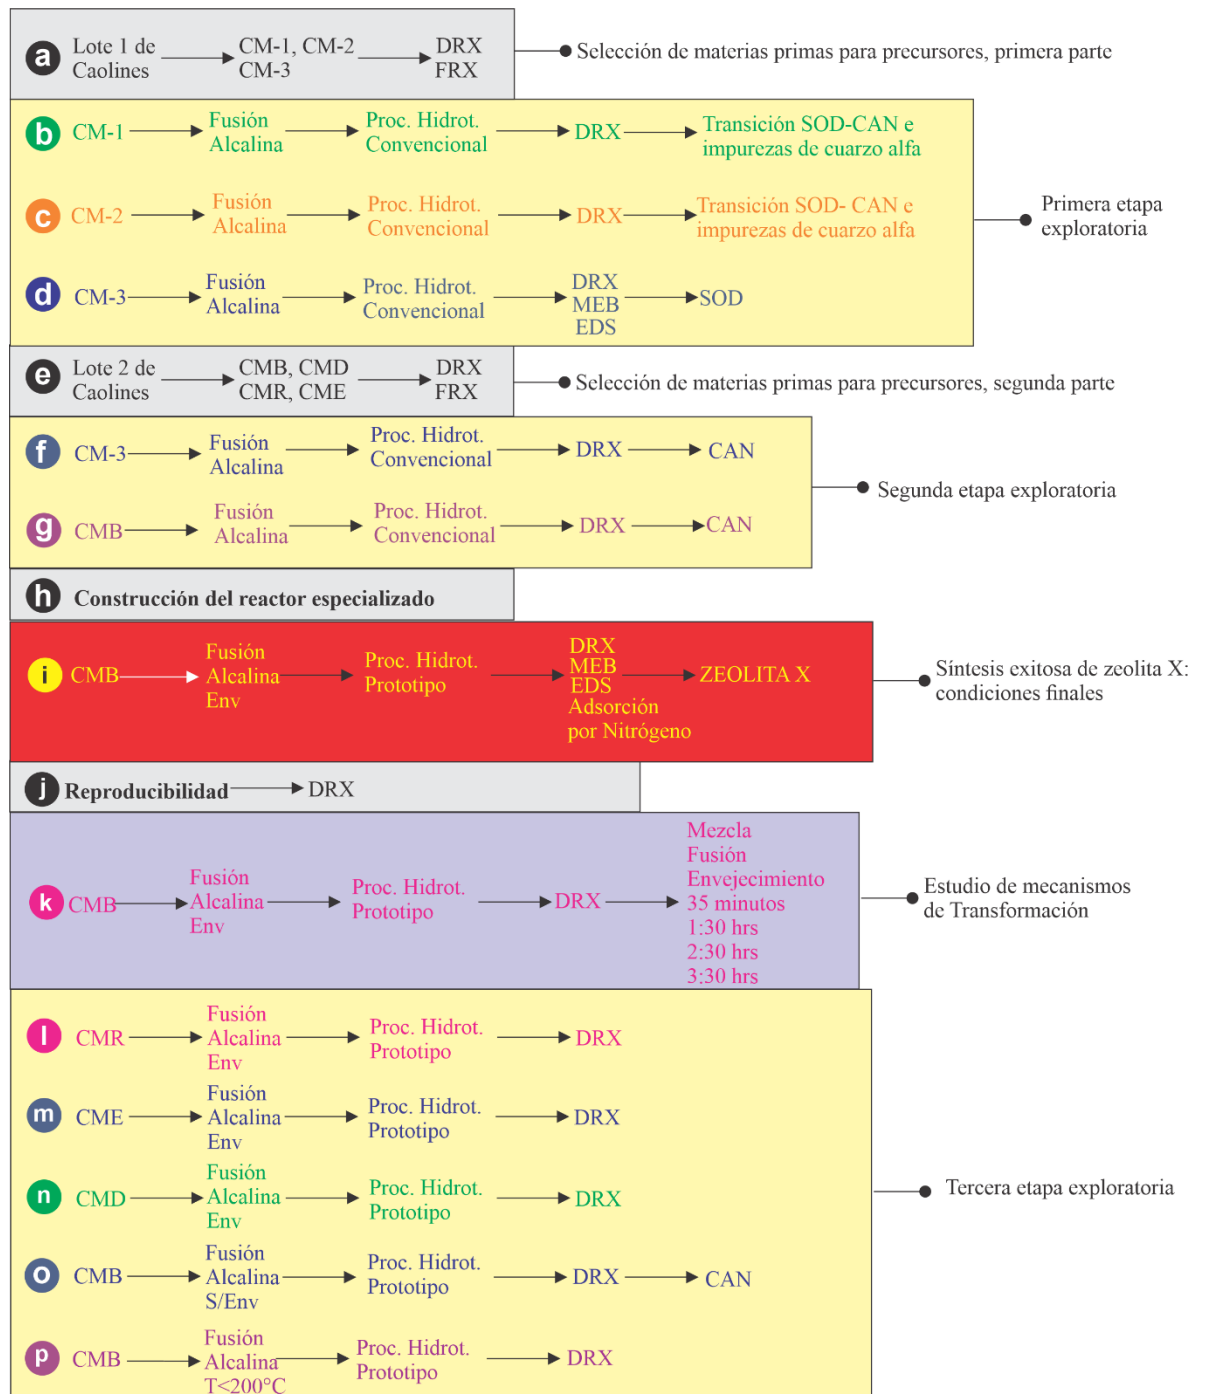 a
Lote 1 de
Caolines
CM-1, CM-2
CM-3
DRX
FRX
Selección de materias primas para precursores, primera parte
b
CM-1
Fusión
Alcalina
Proc. Hidrot.
Convencional
DRX
Transición SOD-CAN e
impurezas de cuarzo alfa
c
CM-2
Fusión
Alcalina
Proc. Hidrot.
Convencional
DRX
Transición SOD- CAN e
impurezas de cuarzo alfa
d
CM-3
Fusión
Alcalina
Proc. Hidrot.
Convencional
DRX
MEB
EDS
SOD
Primera etapa
exploratoria
e
Lote 2 de
Caolines
CMB, CMD
CMR, CME
DRX
FRX
Selección de materias primas para precursores, segunda parte
f
CM-3
Fusión
Alcalina
Proc. Hidrot.
Convencional
DRX
CAN
g
CMB
Fusión
Alcalina
Proc. Hidrot.
Convencional
DRX
CAN
Segunda etapa exploratoria
h
Construcción del reactor especializado
i
CMB
Fusión
Alcalina
Env
Proc. Hidrot.
Prototipo
DRX
MEB
EDS
Adsorción
por Nitrógeno
ZEOLITA X
Síntesis exitosa de zeolita X:
condiciones finales
j
Reproducibilidad
DRX
k
CMB
Fusión
Alcalina
Env
Proc. Hidrot.
Prototipo
DRX
Mezcla
Fusión
Envejecimiento
35 minutos
1:30 hrs
2:30 hrs
3:30 hrs
Estudio de mecanismos
de Transformación
l
CMR
Fusión
Alcalina
Env
Proc. Hidrot.
Prototipo
DRX
m
CME
Fusión
Alcalina
Env
Proc. Hidrot.
Prototipo
DRX
n
CMD
Fusión
Alcalina
Env
Proc. Hidrot.
Prototipo
DRX
o
CMB
Fusión
Alcalina
S/Env
Proc. Hidrot.
Prototipo
DRX
CAN
p
CMB
Fusión
Alcalina
T<200°C
Proc. Hidrot.
Prototipo
DRX
Tercera etapa exploratoria